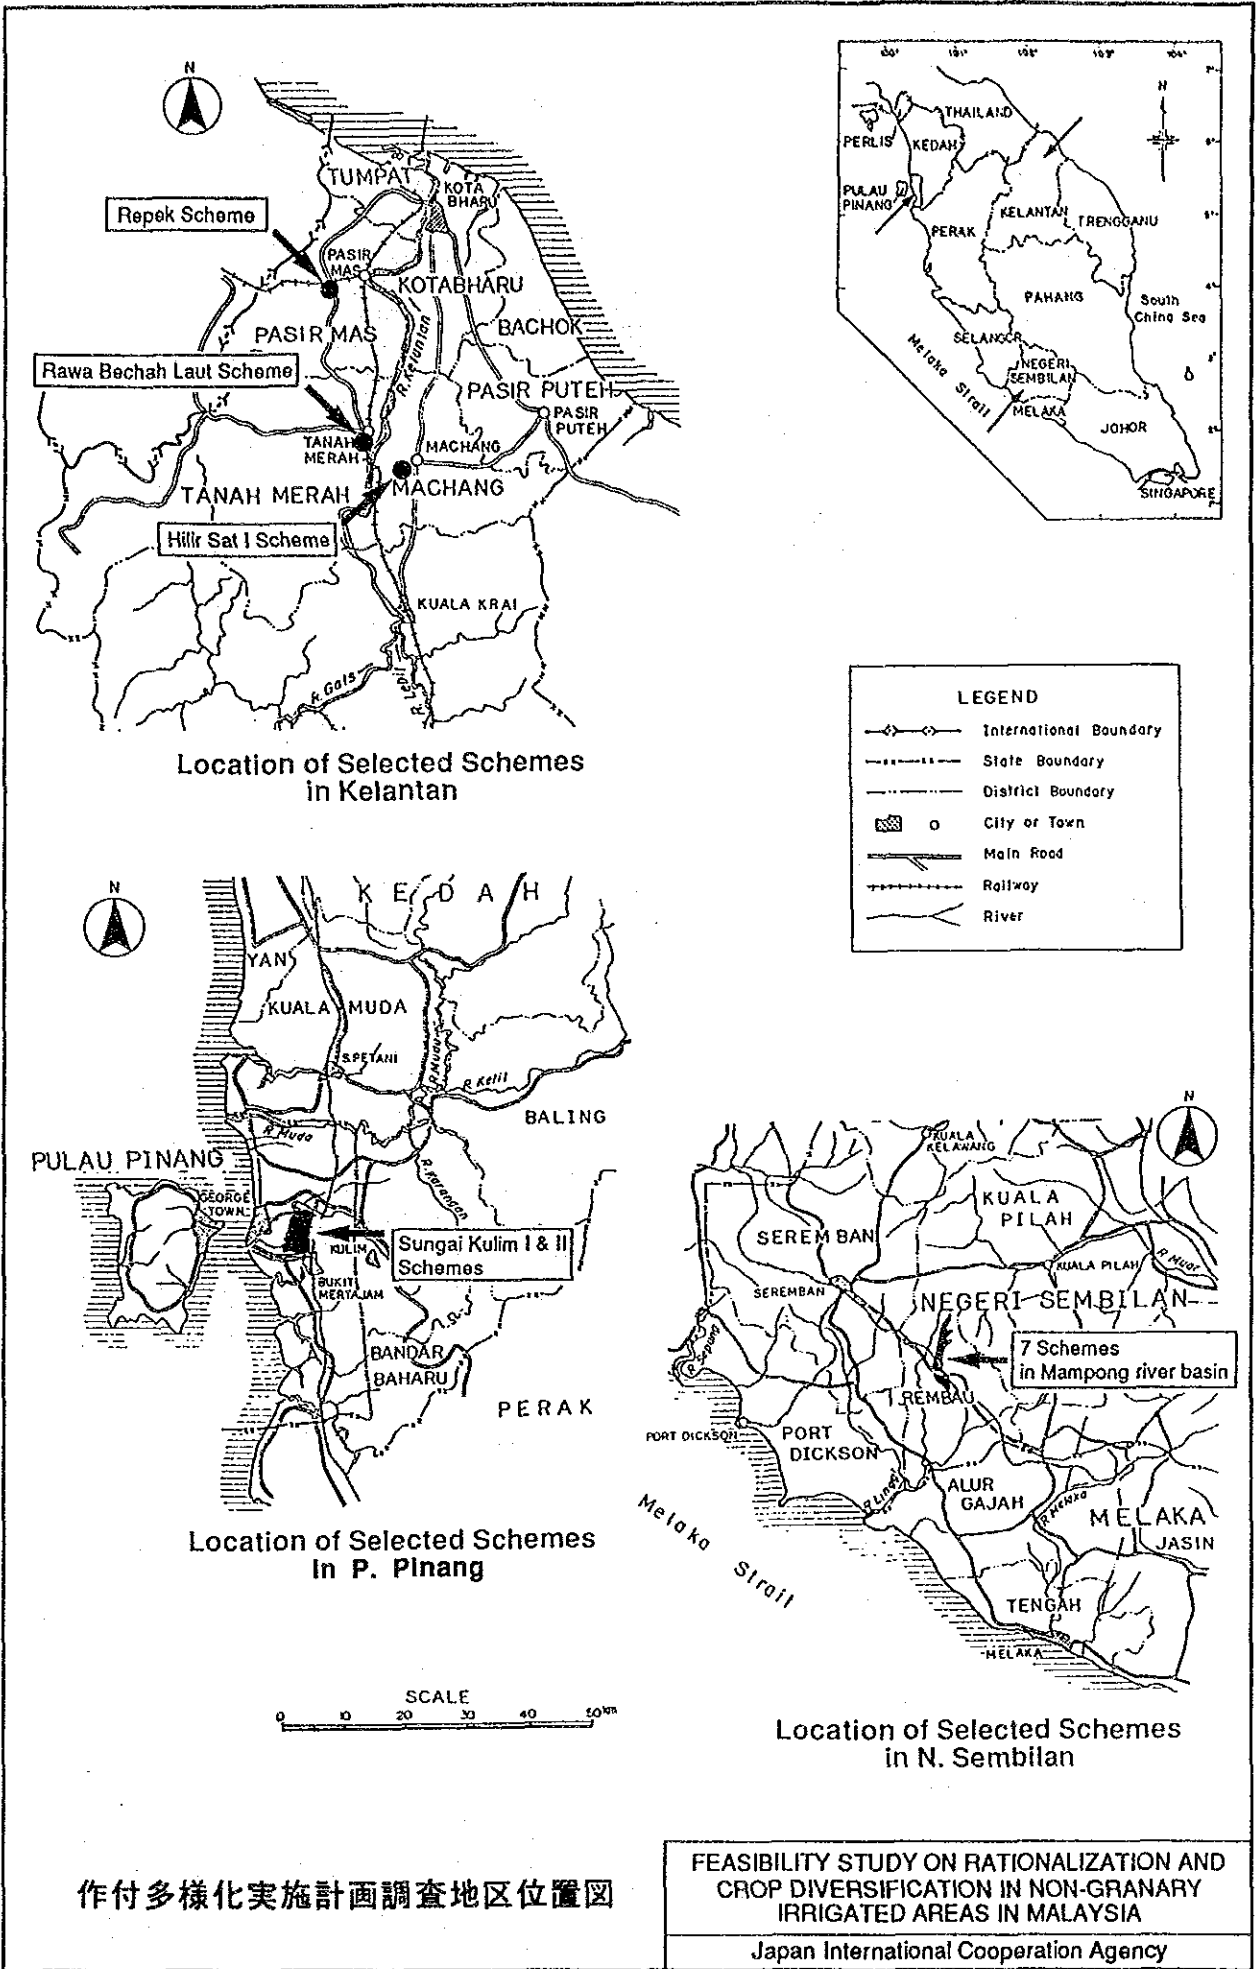 N
TUMPAT
KOTA
BHARU
Repek Scheme
PASIR
MAS
KOTABHARU
PASIR MAS
BACHOK
R.Keluntan
Rawa Bechah Laut Scheme
PASIR PUTEH
PASIR
PUTEH
TANAH
MERAH
MACHANG
TANAH MERAH
MACHANG
Hilir Sat I Scheme
KUALA KRAI
R. Gals
Location of Selected Schemes
in Kelantan
101°
THAILAND
N
PERLIS
KEDAH
PULAU
PINANG
KELANTAN
TRENGGANU
PERAK
PAHANG
South
China Sea
SELANGOR
NEGERI
SEMBILAN
Melaka Strait
MELAKA
JOHOR
SINGAPORE
LEGEND
International Boundary
State Boundary
District Boundary
City or Town
Main Road
Railway
River
N
KEDAH
YAN
KUALA MUDA
S.PETANI
R.Muda
R.Ketil
BALING
R. Muda
PULAU PINANG
R. Karangan
GEORGE
TOWN
Sungai Kulim I & II
Schemes
KULIM
BUKIT
MERTAJAM
BANDAR
BAHARU
PERAK
Location of Selected Schemes
in P. Pinang
N
KUALA
KELAWANG
KUALA
PILAH
SEREMBAN
R. Muar
KUALA PILAH
SEREMBAN
NEGERI SEMBILAN
R. Sepang
7 Schemes
in Mampong river basin
REMBAU
PORT DICKSON
PORT
DICKSON
R.Linggi
ALUR
GAJAH
MELAKA
JASIN
Melaka
Strait
TENGAH
MELAKA
SCALE
0 10 20 30 40 50km
Location of Selected Schemes
in N. Sembilan
作付多様化実施計画調査地区位置図
FEASIBILITY STUDY ON RATIONALIZATION AND
CROP DIVERSIFICATION IN NON-GRANARY
IRRIGATED AREAS IN MALAYSIA
Japan International Cooperation Agency